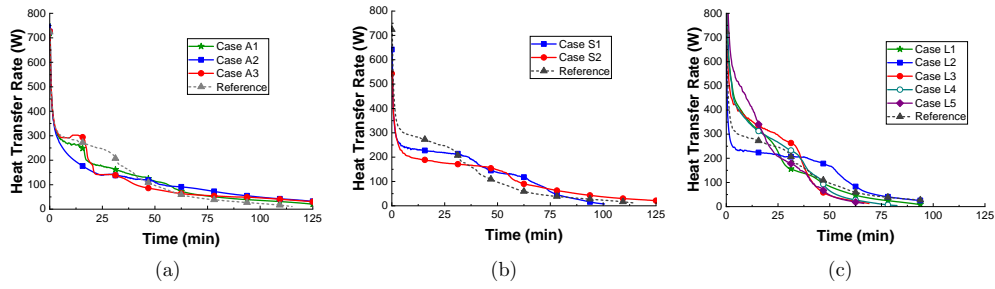 800
700
600
500
400
300
200
100
0
Heat Transfer Rate (W)
0
25
50
75
100
125
Time (min)
Case A1
Case A2
Case A3
Reference
(a)
800
700
600
500
400
300
200
100
0
Heat Transfer Rate (W)
0
25
50
75
100
125
Time (min)
Case S1
Case S2
Reference
(b)
800
700
600
500
400
300
200
100
0
Heat Transfer Rate (W)
0
25
50
75
100
125
Time (min)
Case L1
Case L2
Case L3
Case L4
Case L5
Reference
(c)